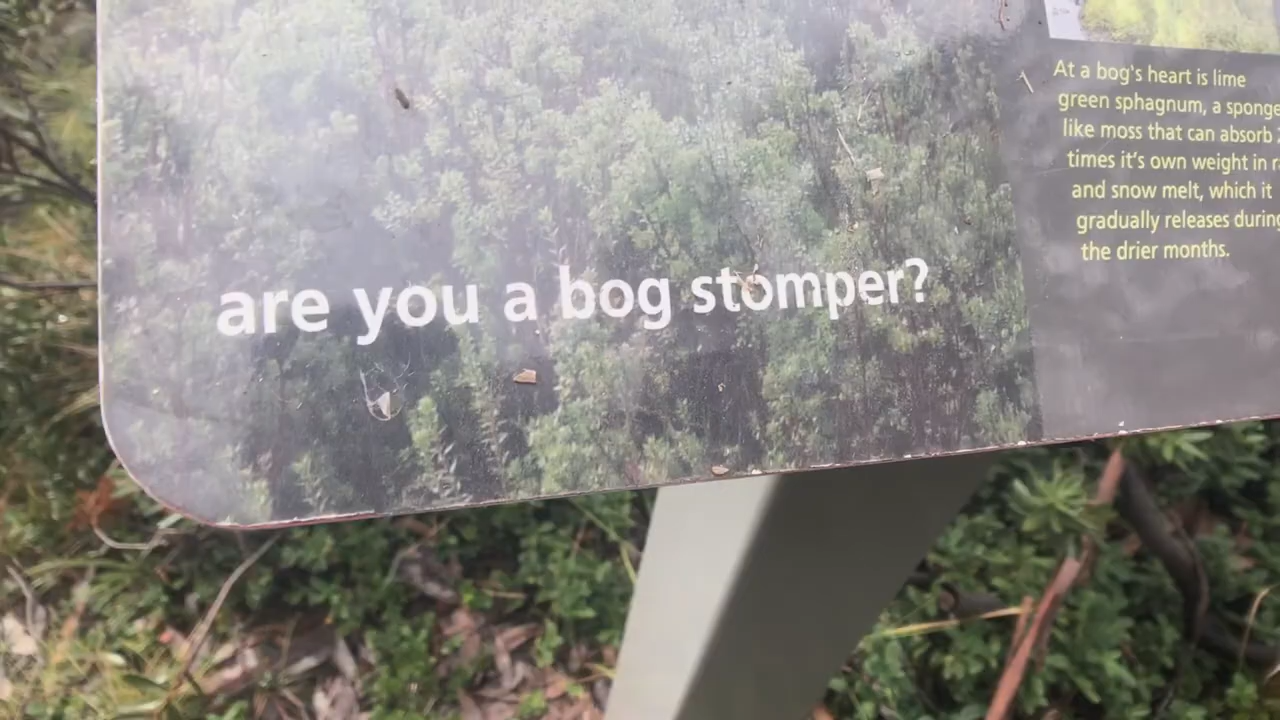 are you a bog stomper?
At a bog's heart is lime
green sphagnum, a sponge
like moss that can absorb
times it's own weight in
and snow melt, which it
gradually releases during
the drier months.